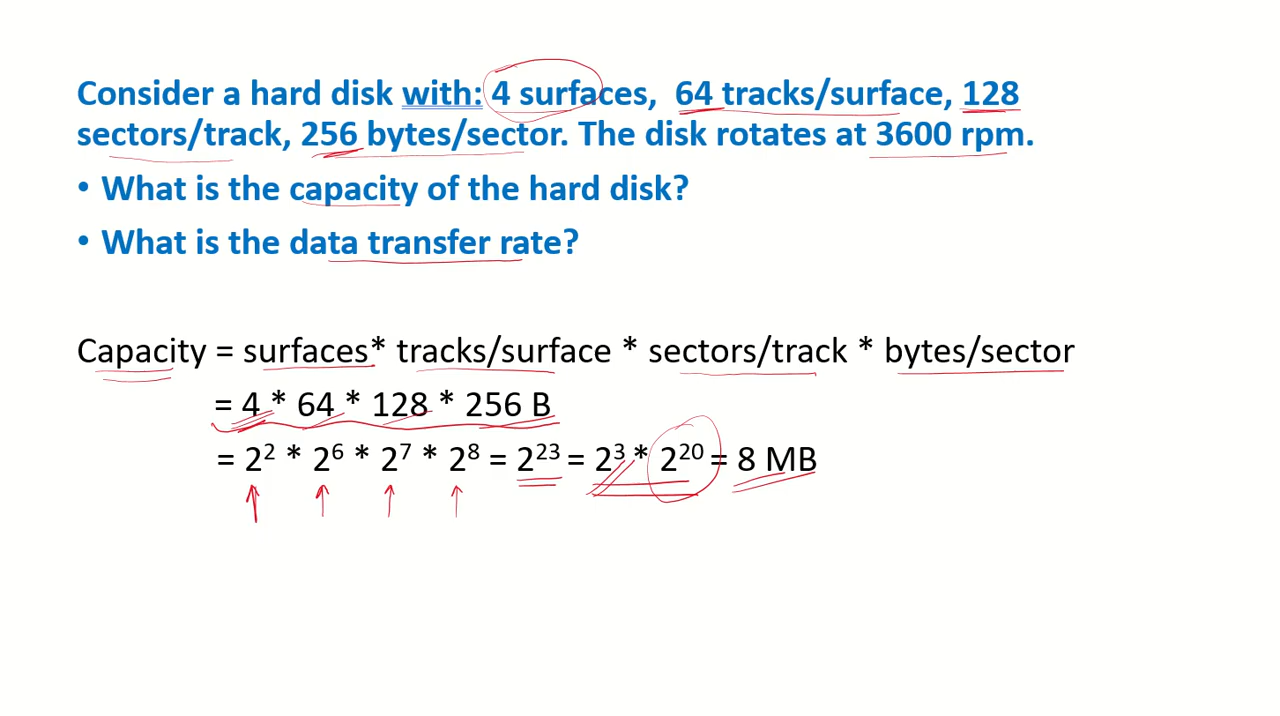 Consider a hard disk with: 4 surfaces, 64 tracks/surface, 128
sectors/track, 256 bytes/sector. The disk rotates at 3600 rpm.
• What is the capacity of the hard disk?
• What is the data transfer rate?
Capacity = surfaces* tracks/surface * sectors/track * bytes/sector
= 4 * 64 * 128 * 256 B
= 2² * 2⁶ * 2⁷ * 2⁸ = 2²³ = 2³ * 2²⁰ = 8 MB